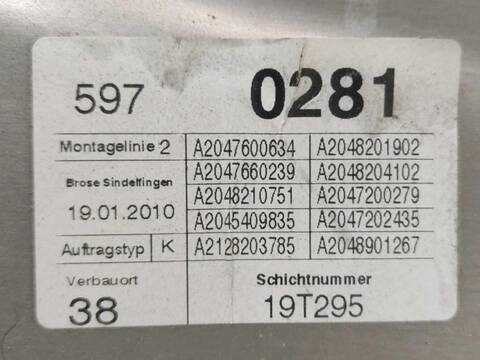 597 0281
Montagelinie 2 A2047600634 A2048201902
Brose Sindelfingen A2047660239 A2048204102
A2048210751 A2047200279
19.01.2010 A2045409835 A2047202435
Auftragstyp K A2128203785 A2048901267
Verbauort Schichtnummer
38 19T295